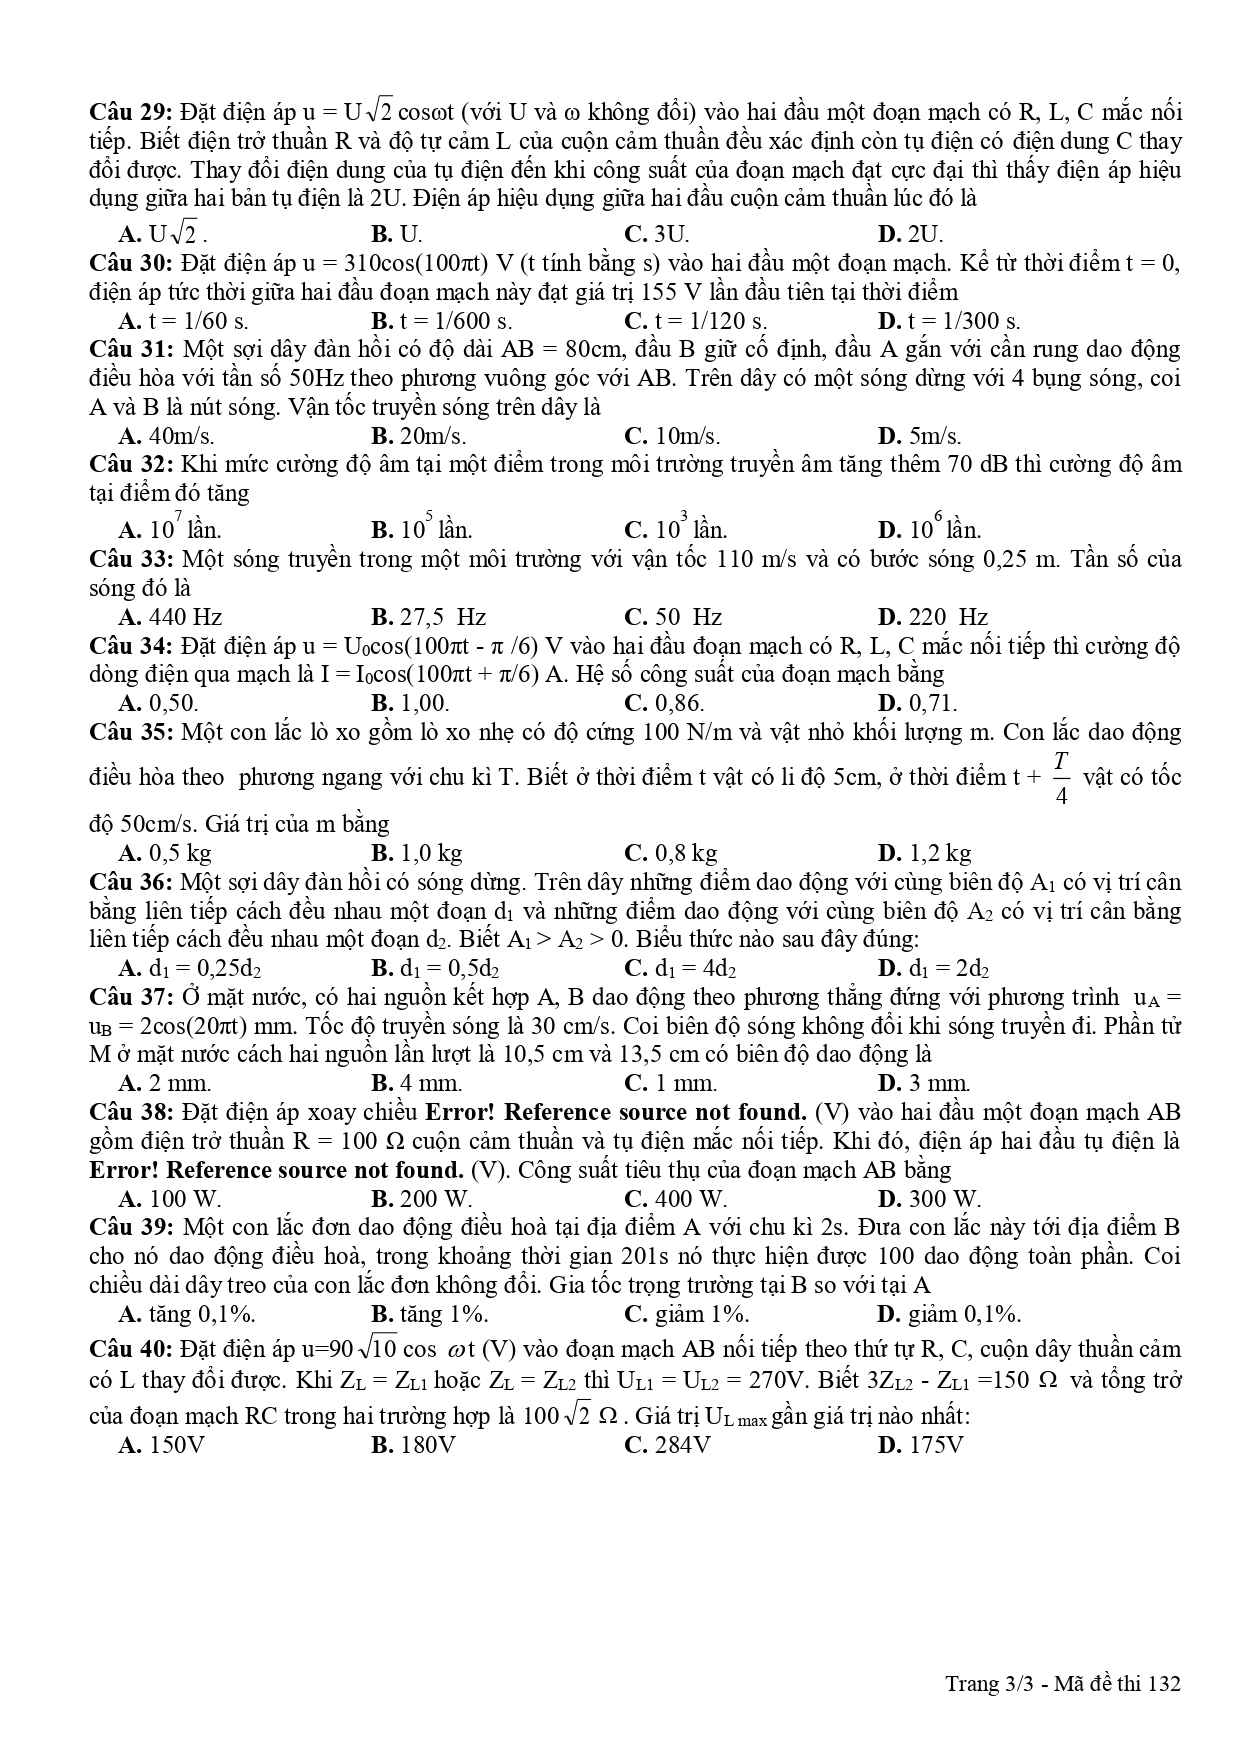 Câu 29: Đặt điện áp u = U√2 cosωt (với U và ω không đổi) vào hai đầu một đoạn mạch có R, L, C mắc nối
tiếp. Biết điện trở thuần R và độ tự cảm L của cuộn cảm thuần đều xác định còn tụ điện có điện dung C thay
đổi được. Thay đổi điện dung của tụ điện đến khi công suất của đoạn mạch đạt cực đại thì thấy điện áp hiệu
dụng giữa hai bản tụ điện là 2U. Điện áp hiệu dụng giữa hai đầu cuộn cảm thuần lúc đó là
A. U√2 . B. U. C. 3U. D. 2U.
Câu 30: Đặt điện áp u = 310cos(100πt) V (t tính bằng s) vào hai đầu một đoạn mạch. Kể từ thời điểm t = 0,
điện áp tức thời giữa hai đầu đoạn mạch này đạt giá trị 155 V lần đầu tiên tại thời điểm
A. t = 1/60 s. B. t = 1/600 s. C. t = 1/120 s. D. t = 1/300 s.
Câu 31: Một sợi dây đàn hồi có độ dài AB = 80cm, đầu B giữ cố định, đầu A gắn với cần rung dao động
điều hòa với tần số 50Hz theo phương vuông góc với AB. Trên dây có một sóng dừng với 4 bụng sóng, coi
A và B là nút sóng. Vận tốc truyền sóng trên dây là
A. 40m/s. B. 20m/s. C. 10m/s. D. 5m/s.
Câu 32: Khi mức cường độ âm tại một điểm trong môi trường truyền âm tăng thêm 70 dB thì cường độ âm
tại điểm đó tăng
A. 10⁷ lần. B. 10⁵ lần. C. 10³ lần. D. 10⁶ lần.
Câu 33: Một sóng truyền trong một môi trường với vận tốc 110 m/s và có bước sóng 0,25 m. Tần số của
sóng đó là
A. 440 Hz B. 27,5 Hz C. 50 Hz D. 220 Hz
Câu 34: Đặt điện áp u = U₀cos(100πt - π /6) V vào hai đầu đoạn mạch có R, L, C mắc nối tiếp thì cường độ
dòng điện qua mạch là I = I₀cos(100πt + π/6) A. Hệ số công suất của đoạn mạch bằng
A. 0,50. B. 1,00. C. 0,86. D. 0,71.
Câu 35: Một con lắc lò xo gồm lò xo nhẹ có độ cứng 100 N/m và vật nhỏ khối lượng m. Con lắc dao động
điều hòa theo phương ngang với chu kì T. Biết ở thời điểm t vật có li độ 5cm, ở thời điểm t + T/4 vật có tốc
độ 50cm/s. Giá trị của m bằng
A. 0,5 kg B. 1,0 kg C. 0,8 kg D. 1,2 kg
Câu 36: Một sợi dây đàn hồi có sóng dừng. Trên dây những điểm dao động với cùng biên độ A₁ có vị trí cân
bằng liên tiếp cách đều nhau một đoạn d₁ và những điểm dao động với cùng biên độ A₂ có vị trí cân bằng
liên tiếp cách đều nhau một đoạn d₂. Biết A₁ > A₂ > 0. Biểu thức nào sau đây đúng:
A. d₁ = 0,25d₂ B. d₁ = 0,5d₂ C. d₁ = 4d₂ D. d₁ = 2d₂
Câu 37: Ở mặt nước, có hai nguồn kết hợp A, B dao động theo phương thẳng đứng với phương trình u_A =
u_B = 2cos(20πt) mm. Tốc độ truyền sóng là 30 cm/s. Coi biên độ sóng không đổi khi sóng truyền đi. Phần tử
M ở mặt nước cách hai nguồn lần lượt là 10,5 cm và 13,5 cm có biên độ dao động là
A. 2 mm. B. 4 mm. C. 1 mm. D. 3 mm.
Câu 38: Đặt điện áp xoay chiều Error! Reference source not found. (V) vào hai đầu một đoạn mạch AB
gồm điện trở thuần R = 100 Ω cuộn cảm thuần và tụ điện mắc nối tiếp. Khi đó, điện áp hai đầu tụ điện là
Error! Reference source not found. (V). Công suất tiêu thụ của đoạn mạch AB bằng
A. 100 W. B. 200 W. C. 400 W. D. 300 W.
Câu 39: Một con lắc đơn dao động điều hoà tại địa điểm A với chu kì 2s. Đưa con lắc này tới địa điểm B
cho nó dao động điều hoà, trong khoảng thời gian 201s nó thực hiện được 100 dao động toàn phần. Coi
chiều dài dây treo của con lắc đơn không đổi. Gia tốc trọng trường tại B so với tại A
A. tăng 0,1%. B. tăng 1%. C. giảm 1%. D. giảm 0,1%.
Câu 40: Đặt điện áp u=90√10 cos ωt (V) vào đoạn mạch AB nối tiếp theo thứ tự R, C, cuộn dây thuần cảm
có L thay đổi được. Khi Z_L = Z_L1 hoặc Z_L = Z_L2 thì U_L1 = U_L2 = 270V. Biết 3Z_L2 - Z_L1 =150 Ω và tổng trở
của đoạn mạch RC trong hai trường hợp là 100√2 Ω . Giá trị U_L max gần giá trị nào nhất:
A. 150V B. 180V C. 284V D. 175V
Trang 3/3 - Mã đề thi 132